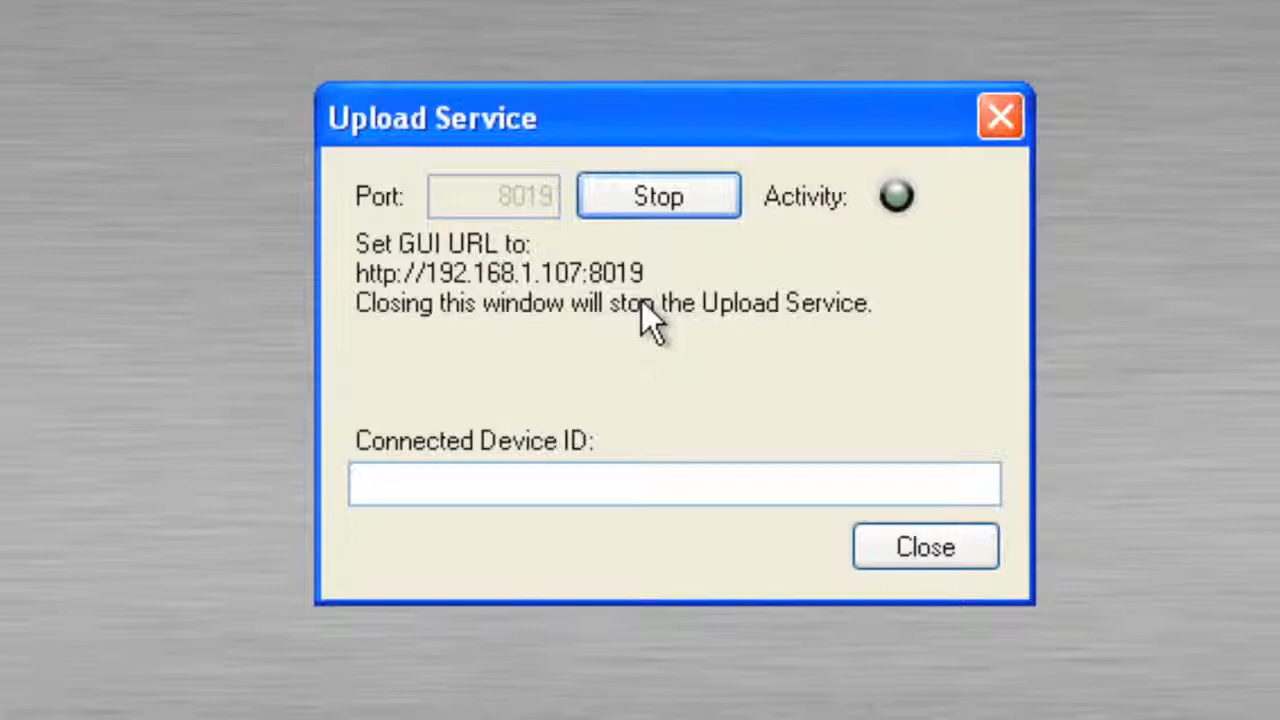 Upload Service
Port: 8019 Stop Activity:
Set GUI URL to:
http://192.168.1.107:8019
Closing this window will stop the Upload Service.
Connected Device ID:
Close